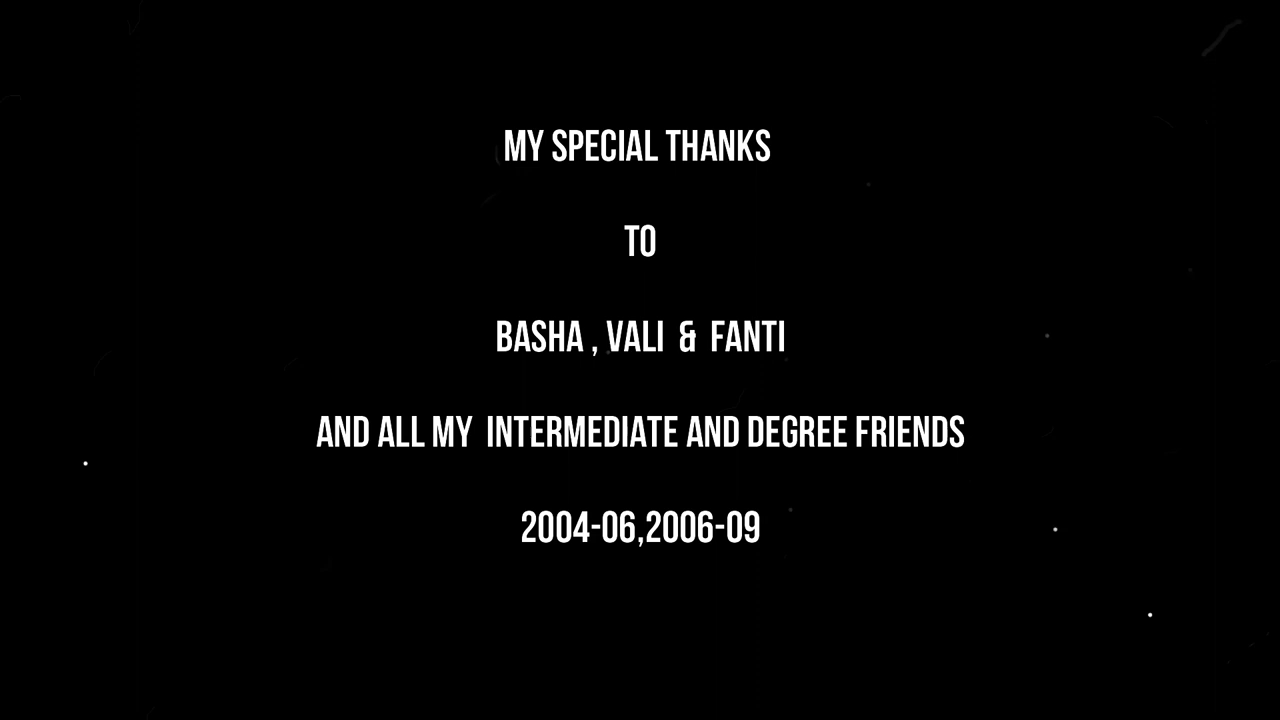 MY SPECIAL THANKS
TO
BASHA , VALI & FANTI
AND ALL MY INTERMEDIATE AND DEGREE FRIENDS
2004-06,2006-09